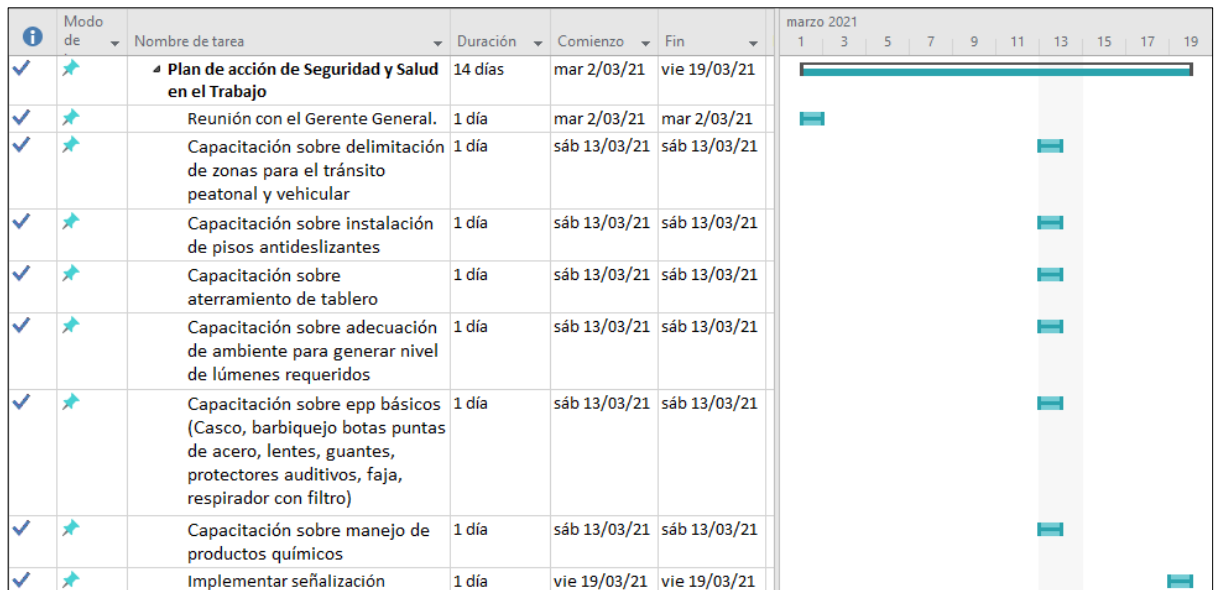 Modo
de
Nombre de tarea
Duración
Comienzo
Fin
marzo 2021
1 3 5 7 9 11 13 15 17 19
Plan de acción de Seguridad y Salud 14 días mar 2/03/21 vie 19/03/21
en el Trabajo
Reunión con el Gerente General. 1 día mar 2/03/21 mar 2/03/21
Capacitación sobre delimitación 1 día sáb 13/03/21 sáb 13/03/21
de zonas para el tránsito
peatonal y vehicular
Capacitación sobre instalación 1 día sáb 13/03/21 sáb 13/03/21
de pisos antideslizantes
Capacitación sobre 1 día sáb 13/03/21 sáb 13/03/21
aterramiento de tablero
Capacitación sobre adecuación 1 día sáb 13/03/21 sáb 13/03/21
de ambiente para generar nivel
de lúmenes requeridos
Capacitación sobre epp básicos 1 día sáb 13/03/21 sáb 13/03/21
(Casco, barbiquejo botas puntas
de acero, lentes, guantes,
protectores auditivos, faja,
respirador con filtro)
Capacitación sobre manejo de 1 día sáb 13/03/21 sáb 13/03/21
productos químicos
Implementar señalización 1 día vie 19/03/21 vie 19/03/21